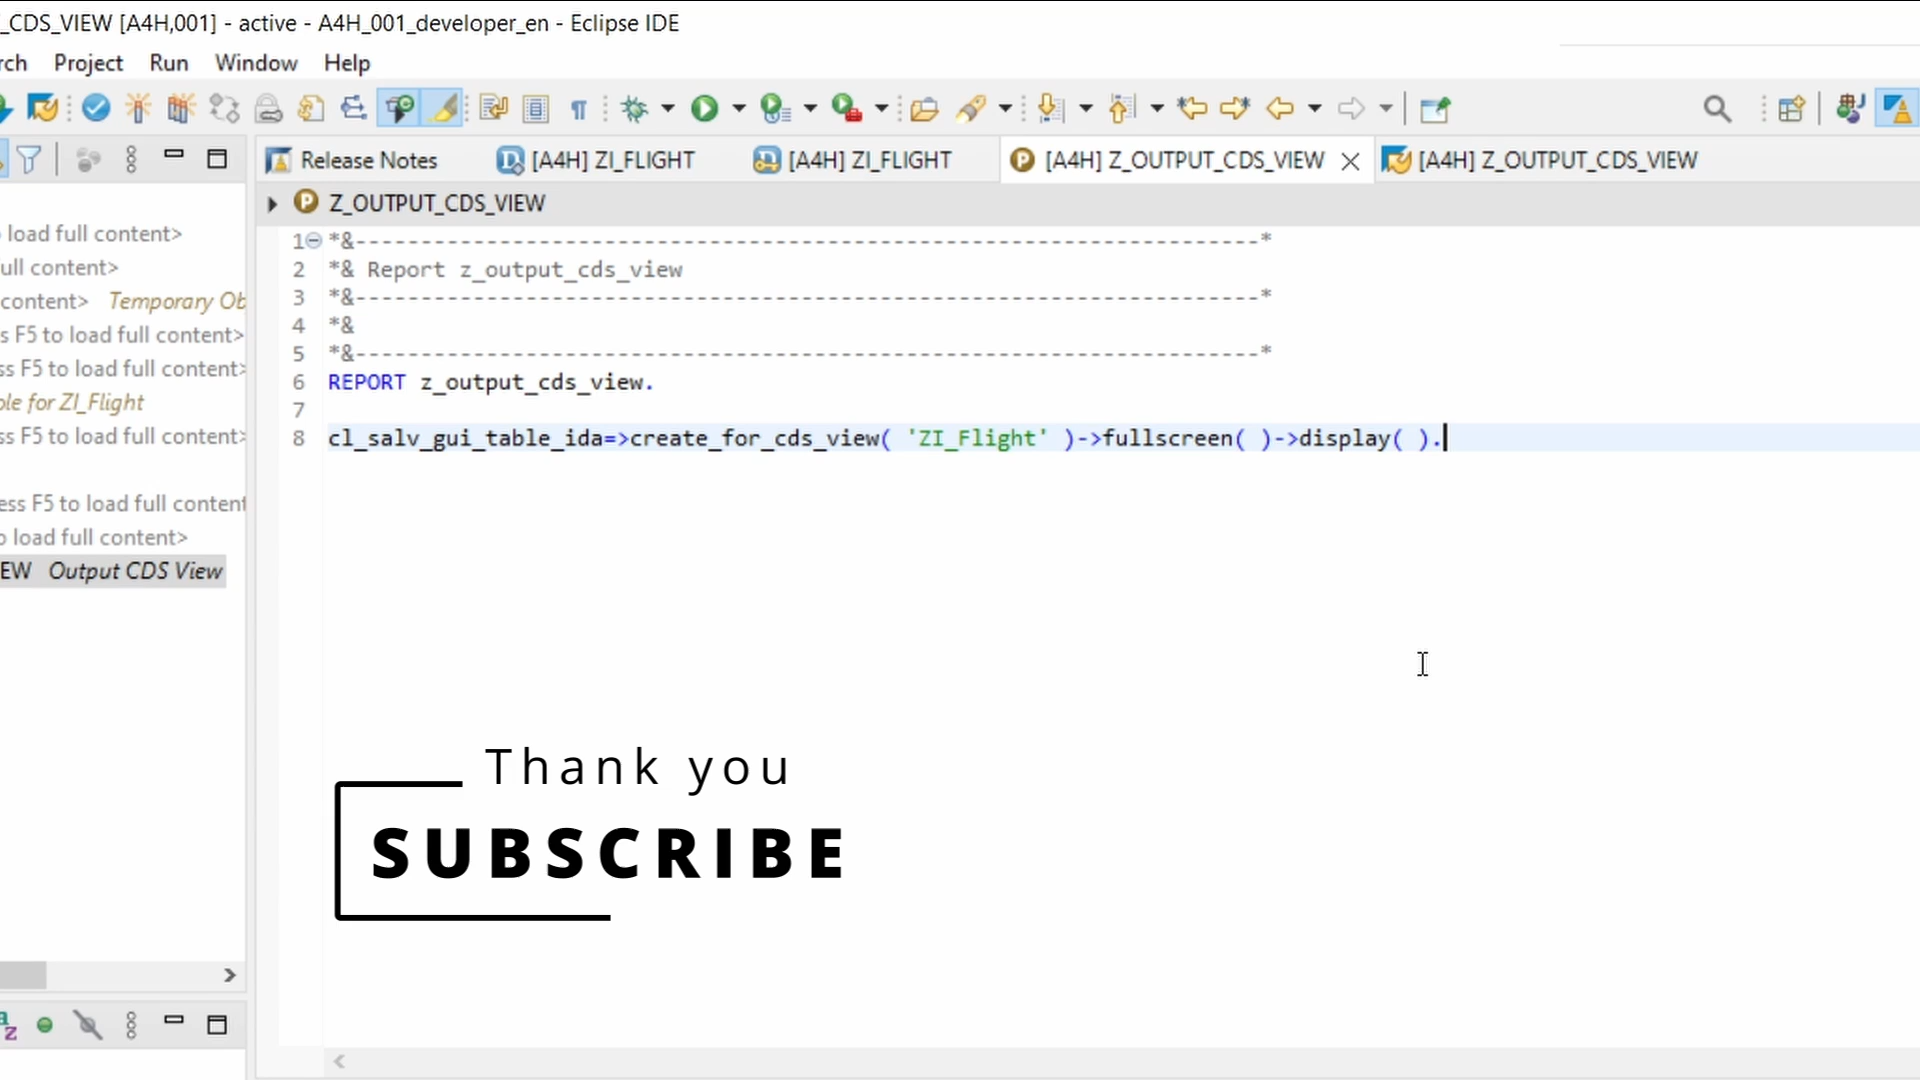 _CDS_VIEW [A4H,001] - active - A4H_001_developer_en - Eclipse IDE
rch Project Run Window Help
Release Notes [A4H] ZI_FLIGHT [A4H] ZI_FLIGHT [A4H] Z_OUTPUT_CDS_VIEW [A4H] Z_OUTPUT_CDS_VIEW
Z_OUTPUT_CDS_VIEW
o load full content>
ull content>
content> Temporary Ob
s F5 to load full content>
ss F5 to load full content>
ole for ZI_Flight
ss F5 to load full content>
ess F5 to load full content
o load full content>
EW Output CDS View
1 *&---------------------------------------------------------------------*
2 *& Report z_output_cds_view
3 *&---------------------------------------------------------------------*
4 *&
5 *&---------------------------------------------------------------------*
6 REPORT z_output_cds_view.
7
8 cl_salv_gui_table_ida=>create_for_cds_view( 'ZI_Flight' )->fullscreen( )->display( ).
Thank you
SUBSCRIBE